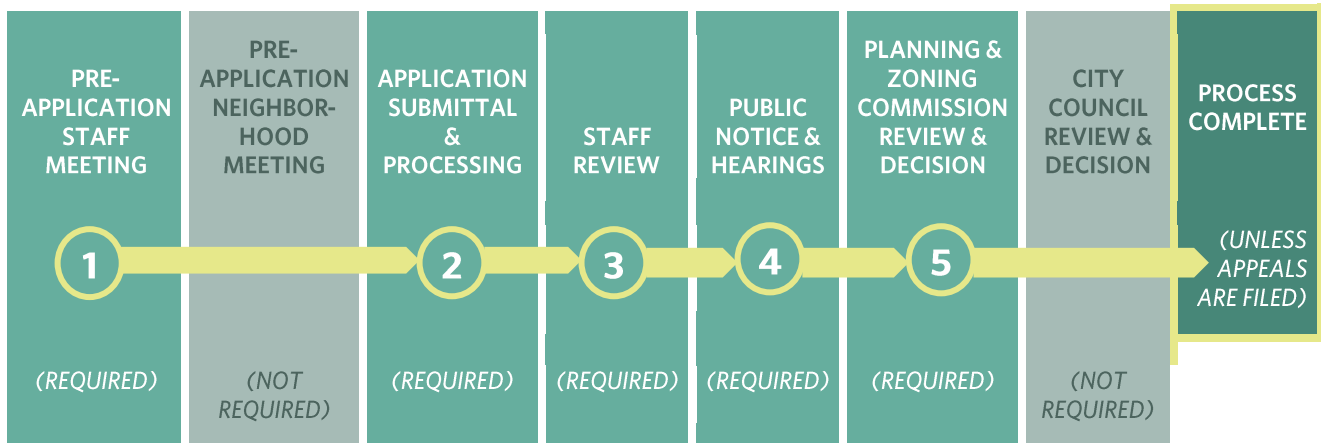 PRE-
APPLICATION
STAFF
MEETING
1
(REQUIRED)
PRE-
APPLICATION
NEIGHBOR-
HOOD
MEETING
(NOT
REQUIRED)
APPLICATION
SUBMITTAL
&
PROCESSING
2
(REQUIRED)
STAFF
REVIEW
3
(REQUIRED)
PUBLIC
NOTICE &
HEARINGS
4
(REQUIRED)
PLANNING &
ZONING
COMMISSION
REVIEW &
DECISION
5
(REQUIRED)
CITY
COUNCIL
REVIEW &
DECISION
(NOT
REQUIRED)
PROCESS
COMPLETE
(UNLESS
APPEALS
ARE FILED)